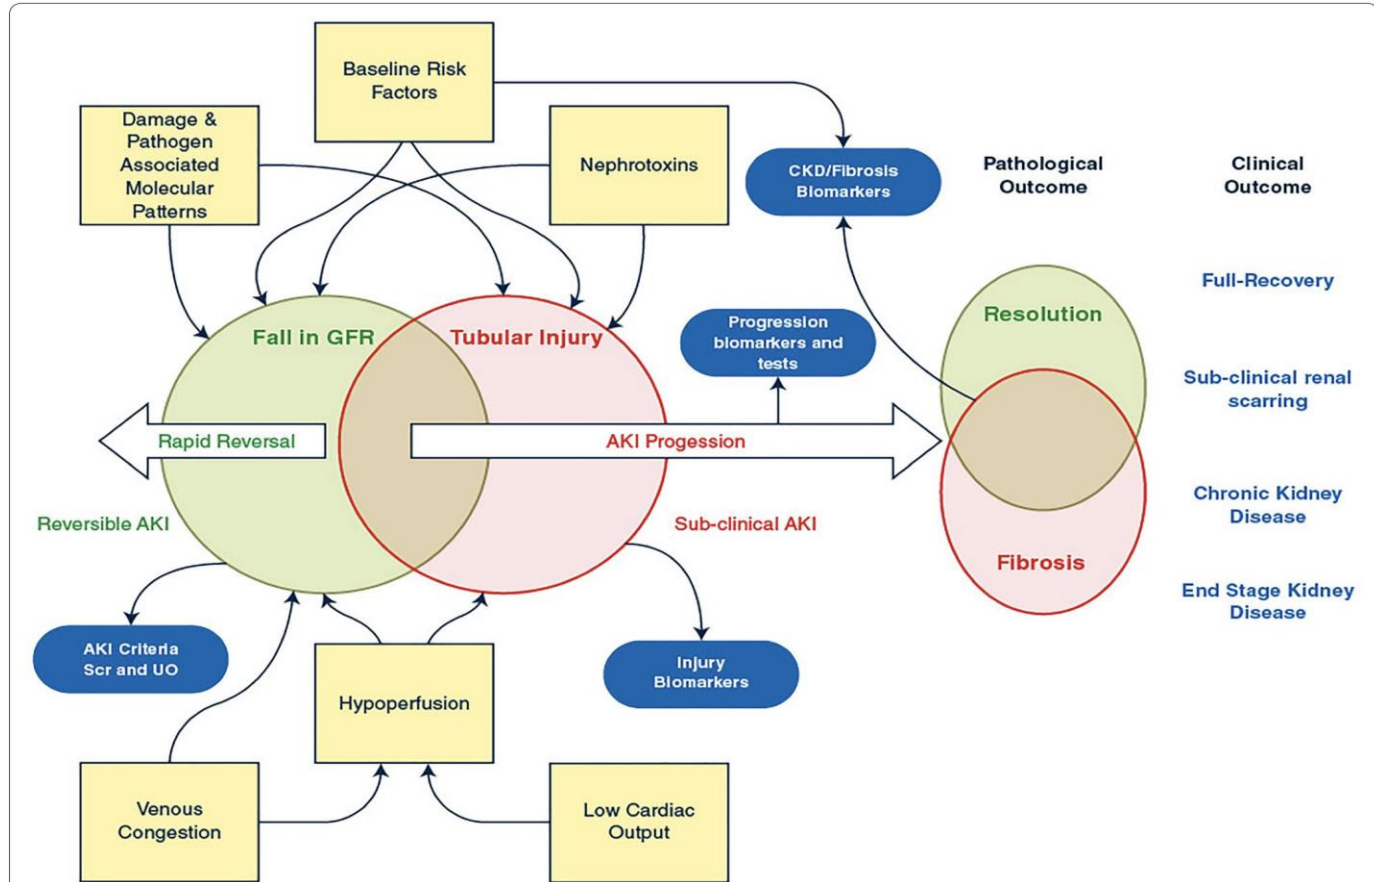 Baseline Risk
Factors
Damage &
Pathogen
Associated
Molecular
Patterns
Nephrotoxins
CKD/Fibrosis
Biomarkers
Pathological
Outcome
Clinical
Outcome
Fall in GFR
Tubular Injury
Progression
biomarkers and
tests
Resolution
Full-Recovery
Sub-clinical renal
scarring
Rapid Reversal
AKI Progession
Reversible AKI
Sub-clinical AKI
Chronic Kidney
Disease
Fibrosis
End Stage Kidney
Disease
AKI Criteria
Scr and UO
Hypoperfusion
Injury
Biomarkers
Venous
Congestion
Low Cardiac
Output